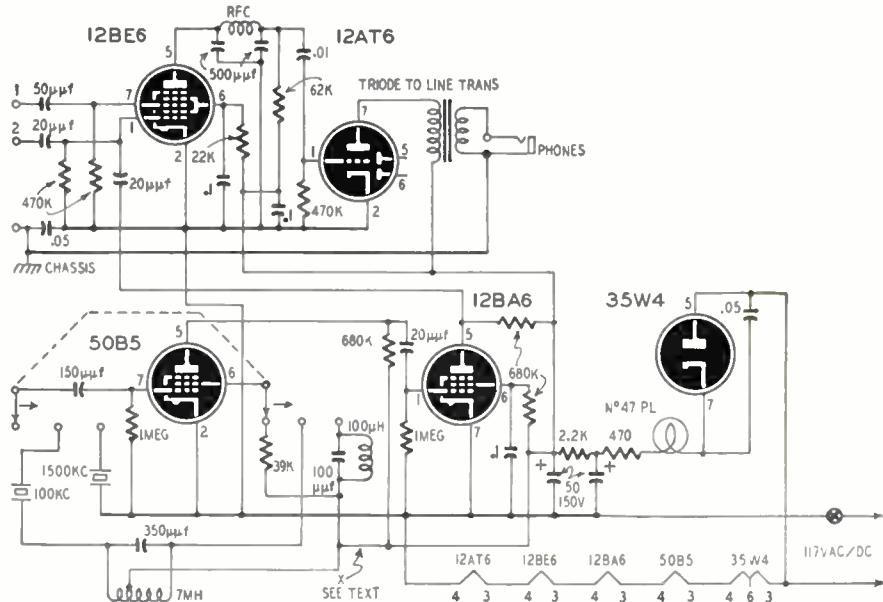 RFC
12BE6
12AT6
5
.01
500μμf
TRIODE TO LINE TRANS
62K
7
1
50μμf
7
6
2
20μμf
1
22K
1
5
6
PHONES
2
2
470K
20μμf
.1
.1
470K
.05
CHASSIS
12BA6
35W4
5
.05
50B5
5
680K
20μμf
5
150μμf
7
6
680K
1
6
Nº47 PL
7
1MEG
2
100μH
1MEG
7
2.2K
470
39K
100
μμf
.1
+
+
1500KC
50
150V
100KC
350μμf
117VAC/DC
X
SEE TEXT
12AT6
12BE6
12BA6
50B5
35W4
7MH
4 3 4 3 4 3 4 3 4 6 3